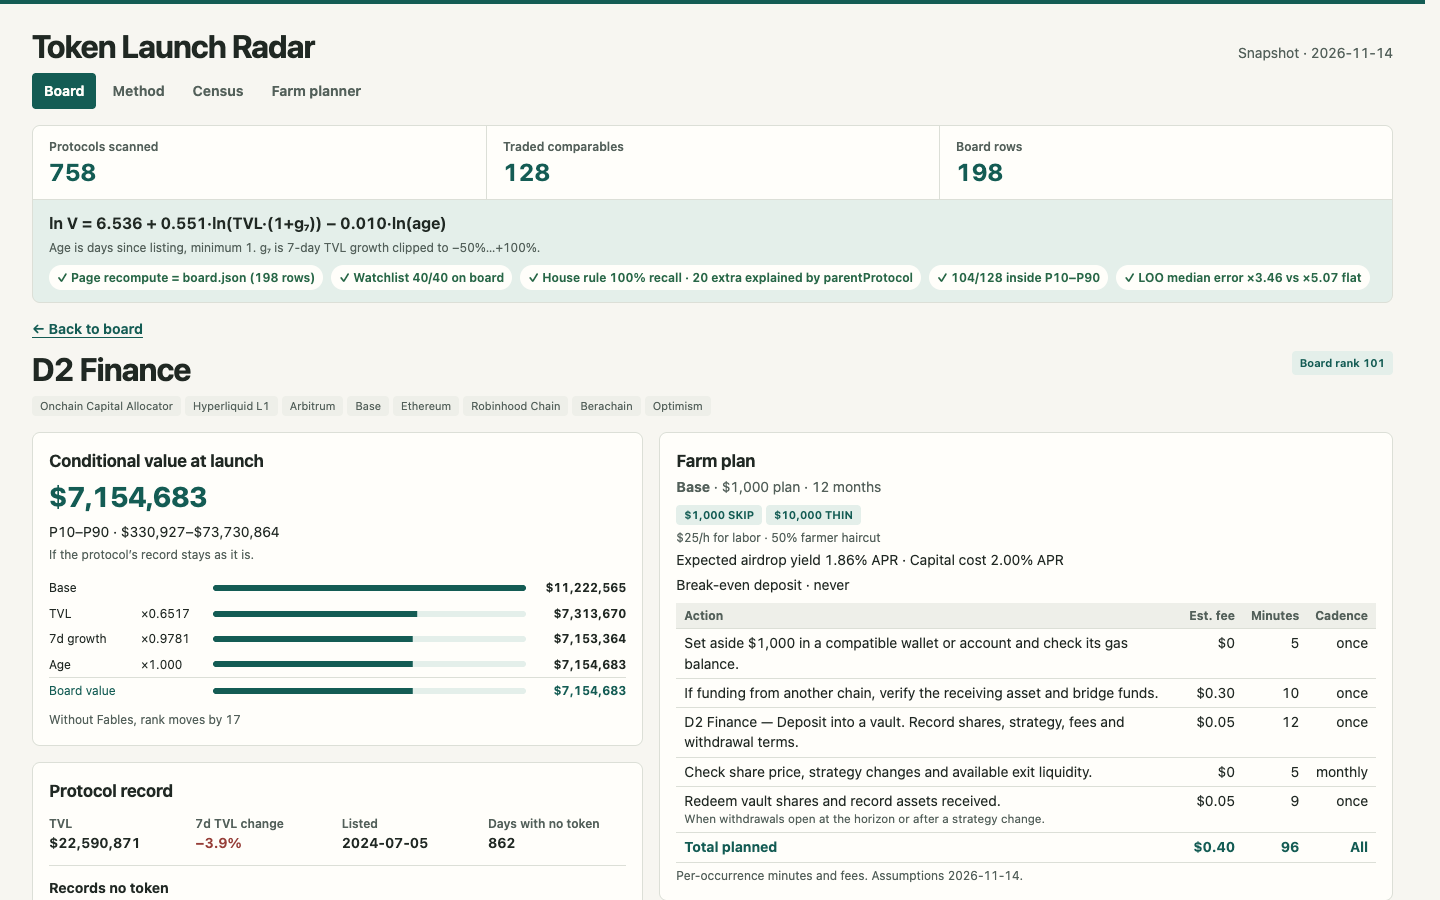 Token Launch Radar
Snapshot · 2026-11-14
Board Method Census Farm planner
Protocols scanned
758
Traded comparables
128
Board rows
198
ln V = 6.536 + 0.551·ln(TVL·(1+g₇)) − 0.010·ln(age)
Age is days since listing, minimum 1. g₇ is 7-day TVL growth clipped to −50%…+100%.
✓ Page recompute = board.json (198 rows) ✓ Watchlist 40/40 on board ✓ House rule 100% recall · 20 extra explained by parentProtocol ✓ 104/128 inside P10–P90 ✓ LOO median error ×3.46 vs ×5.07 flat
← Back to board
D2 Finance
Board rank 101
Onchain Capital Allocator Hyperliquid L1 Arbitrum Base Ethereum Robinhood Chain Berachain Optimism
Conditional value at launch
$7,154,683
P10–P90 · $330,927–$73,730,864
If the protocol's record stays as it is.
Base $11,222,565
TVL ×0.6517 $7,313,670
7d growth ×0.9781 $7,153,364
Age ×1.000 $7,154,683
Board value $7,154,683
Without Fables, rank moves by 17
Protocol record
TVL 7d TVL change Listed Days with no token
$22,590,871 −3.9% 2024-07-05 862
Records no token
Farm plan
Base · $1,000 plan · 12 months
$1,000 SKIP $10,000 THIN
$25/h for labor · 50% farmer haircut
Expected airdrop yield 1.86% APR · Capital cost 2.00% APR
Break-even deposit · never
Action Est. fee Minutes Cadence
Set aside $1,000 in a compatible wallet or account and check its gas $0 5 once
balance.
If funding from another chain, verify the receiving asset and bridge funds. $0.30 10 once
D2 Finance — Deposit into a vault. Record shares, strategy, fees and $0.05 12 once
withdrawal terms.
Check share price, strategy changes and available exit liquidity. $0 5 monthly
Redeem vault shares and record assets received. $0.05 9 once
When withdrawals open at the horizon or after a strategy change.
Total planned $0.40 96 All
Per-occurrence minutes and fees. Assumptions 2026-11-14.